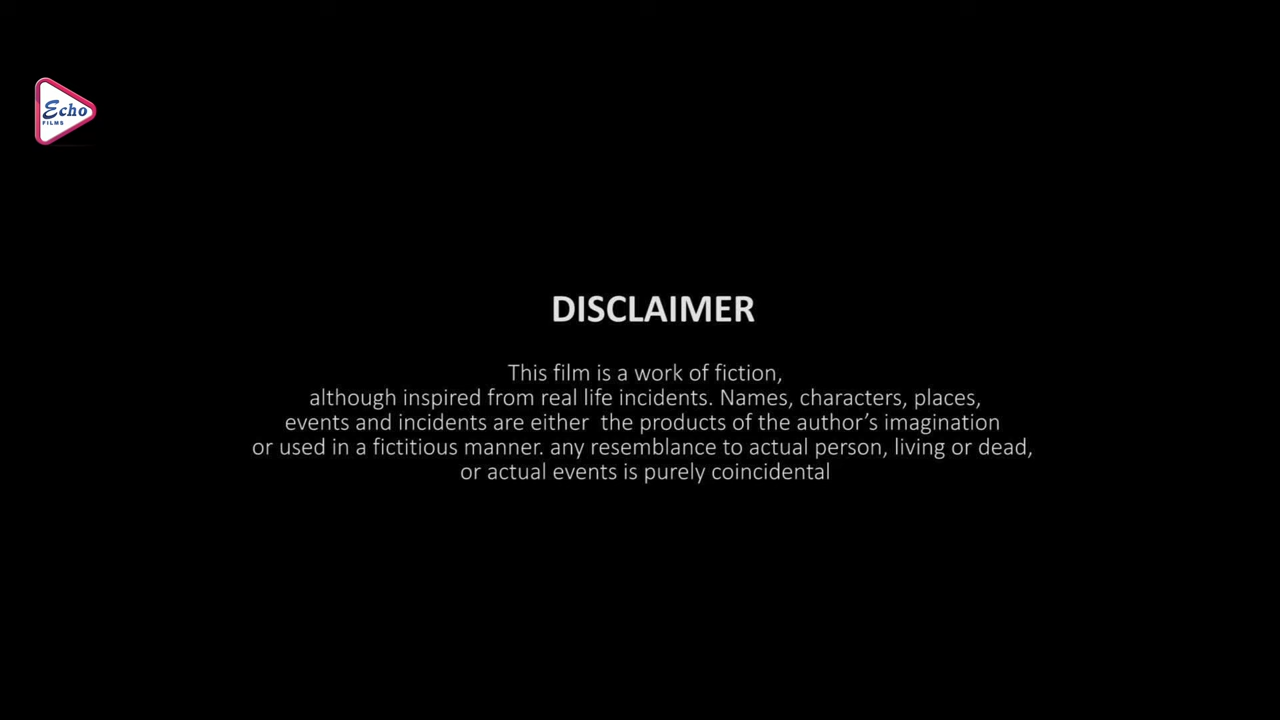 Echo
FILMS
DISCLAIMER
This film is a work of fiction,
although inspired from real life incidents. Names, characters, places,
events and incidents are either  the products of the author’s imagination
or used in a fictitious manner. any resemblance to actual person, living or dead,
or actual events is purely coincidental